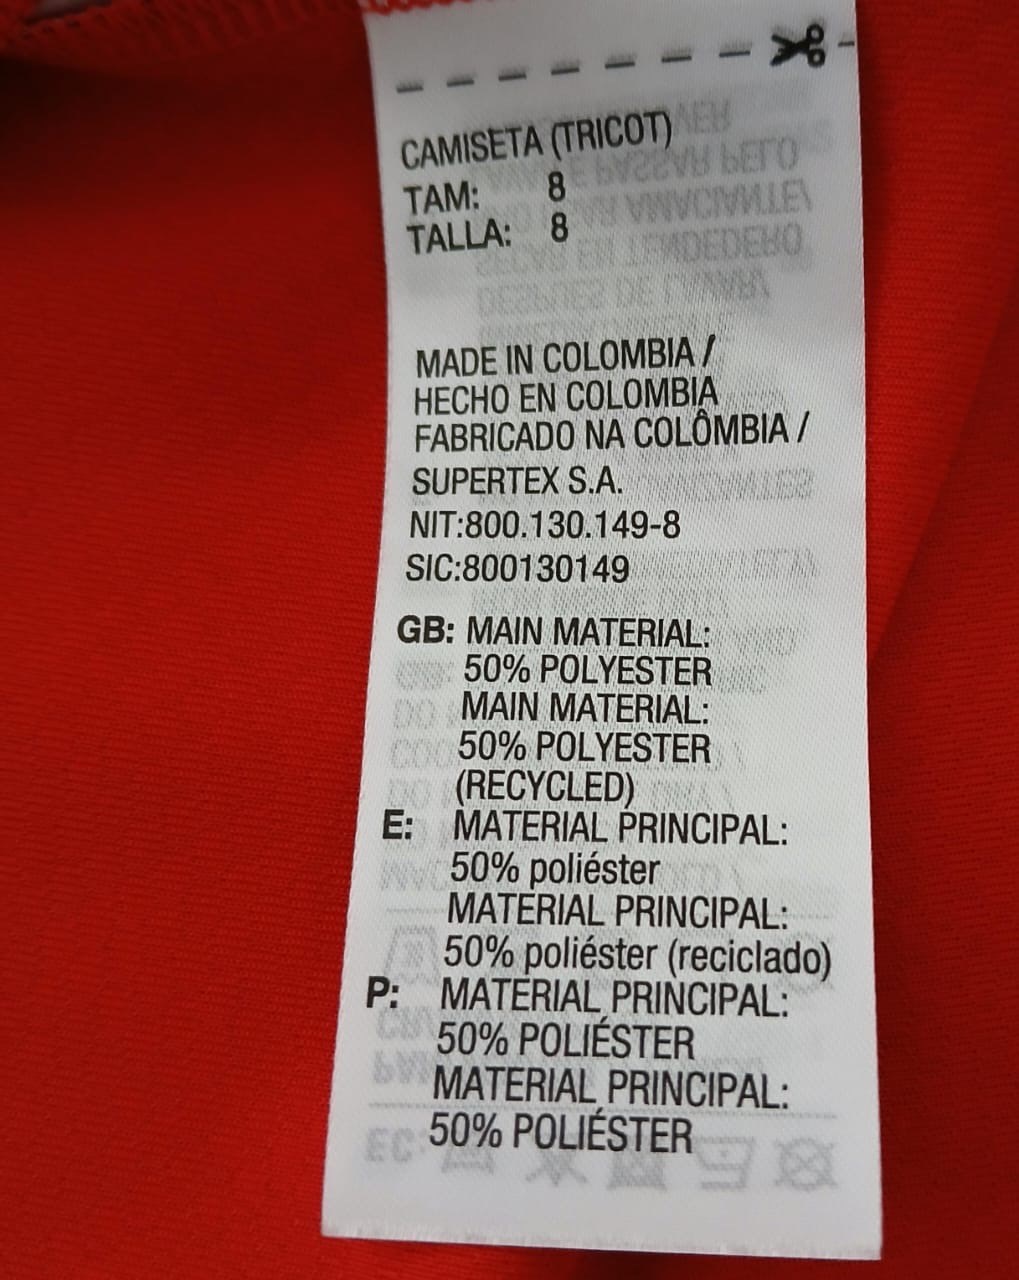 CAMISETA (TRICOT)
TAM: 8
TALLA: 8
MADE IN COLOMBIA /
HECHO EN COLOMBIA
FABRICADO NA COLÔMBIA /
SUPERTEX S.A.
NIT:800.130.149-8
SIC:800130149
GB: MAIN MATERIAL:
50% POLYESTER
MAIN MATERIAL:
50% POLYESTER
(RECYCLED)
E: MATERIAL PRINCIPAL:
50% poliéster
MATERIAL PRINCIPAL:
50% poliéster (reciclado)
P: MATERIAL PRINCIPAL:
50% POLIÉSTER
MATERIAL PRINCIPAL:
50% POLIÉSTER